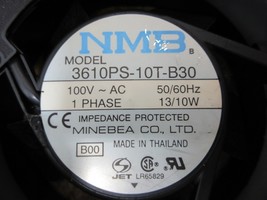 NMB
MODEL
3610PS-10T-B30
100V ~ AC 50/60Hz
1 PHASE 13/10W
CE IMPEDANCE PROTECTED
MINEBEA CO., LTD.
B00 MADE IN THAILAND
JET LR65829